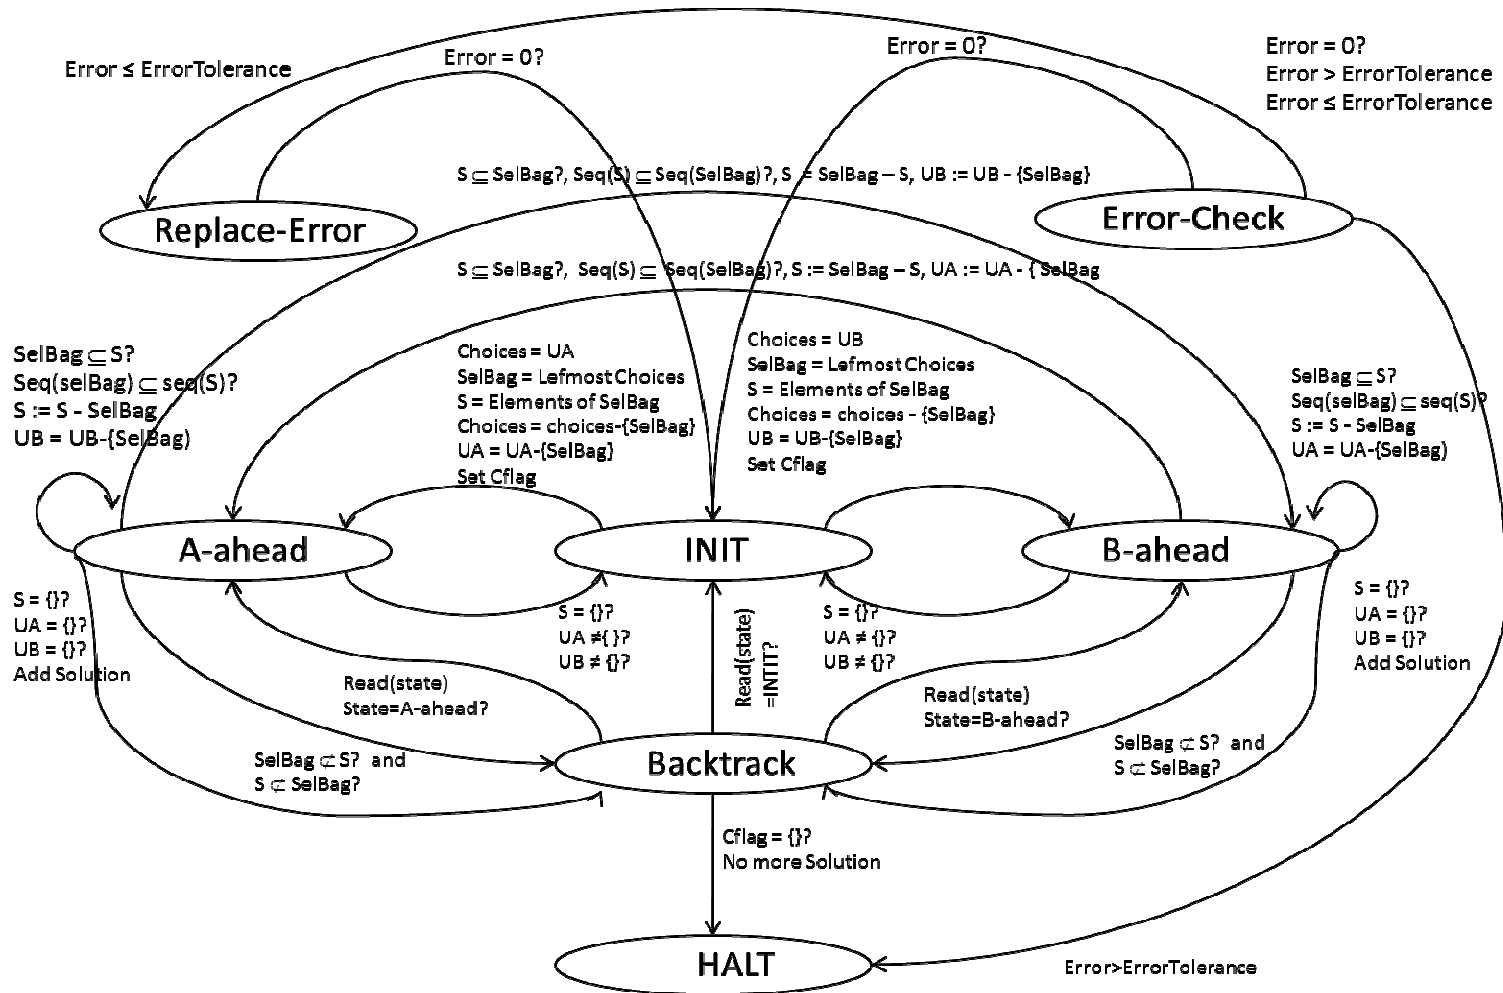 Error = 0?
Error = 0?
Error = 0?
Error > ErrorTolerance
Error ≤ ErrorTolerance
Error ≤ ErrorTolerance
S ⊆ SelBag?, Seq(S) ⊆ Seq(SelBag)?, S = SelBag – S, UB := UB - {SelBag}
Replace-Error
Error-Check
S ⊆ SelBag?, Seq(S) ⊆ Seq(SelBag)?, S := SelBag – S, UA := UA - { SelBag
SelBag ⊆ S?
Seq(selBag) ⊆ seq(S)?
S := S - SelBag
UB = UB-{SelBag)
Choices = UA
SelBag = Lefmost Choices
S = Elements of SelBag
Choices = choices-{SelBag}
UA = UA-{SelBag}
Set Cflag
Choices = UB
SelBag = Leftmost Choices
S = Elements of SelBag
Choices = choices - {SelBag}
UB = UB-{SelBag}
Set Cflag
SelBag ⊆ S?
Seq(selBag) ⊆ seq(S)?
S := S - SelBag
UA = UA-{SelBag)
A-ahead
INIT
B-ahead
S = {}?
UA = {}?
UB = {}?
Add Solution
S = {}?
UA ≠{ }?
UB ≠ {}?
Read(state)
=INTIT?
S = {}?
UA ≠ {}?
UB ≠ {}?
S = {}?
UA = {}?
UB = {}?
Add Solution
Read(state)
State=A-ahead?
Read(state)
State=B-ahead?
SelBag ⊄ S? and
S ⊄ SelBag?
Backtrack
SelBag ⊄ S? and
S ⊄ SelBag?
Cflag = {}?
No more Solution
HALT
Error>ErrorTolerance